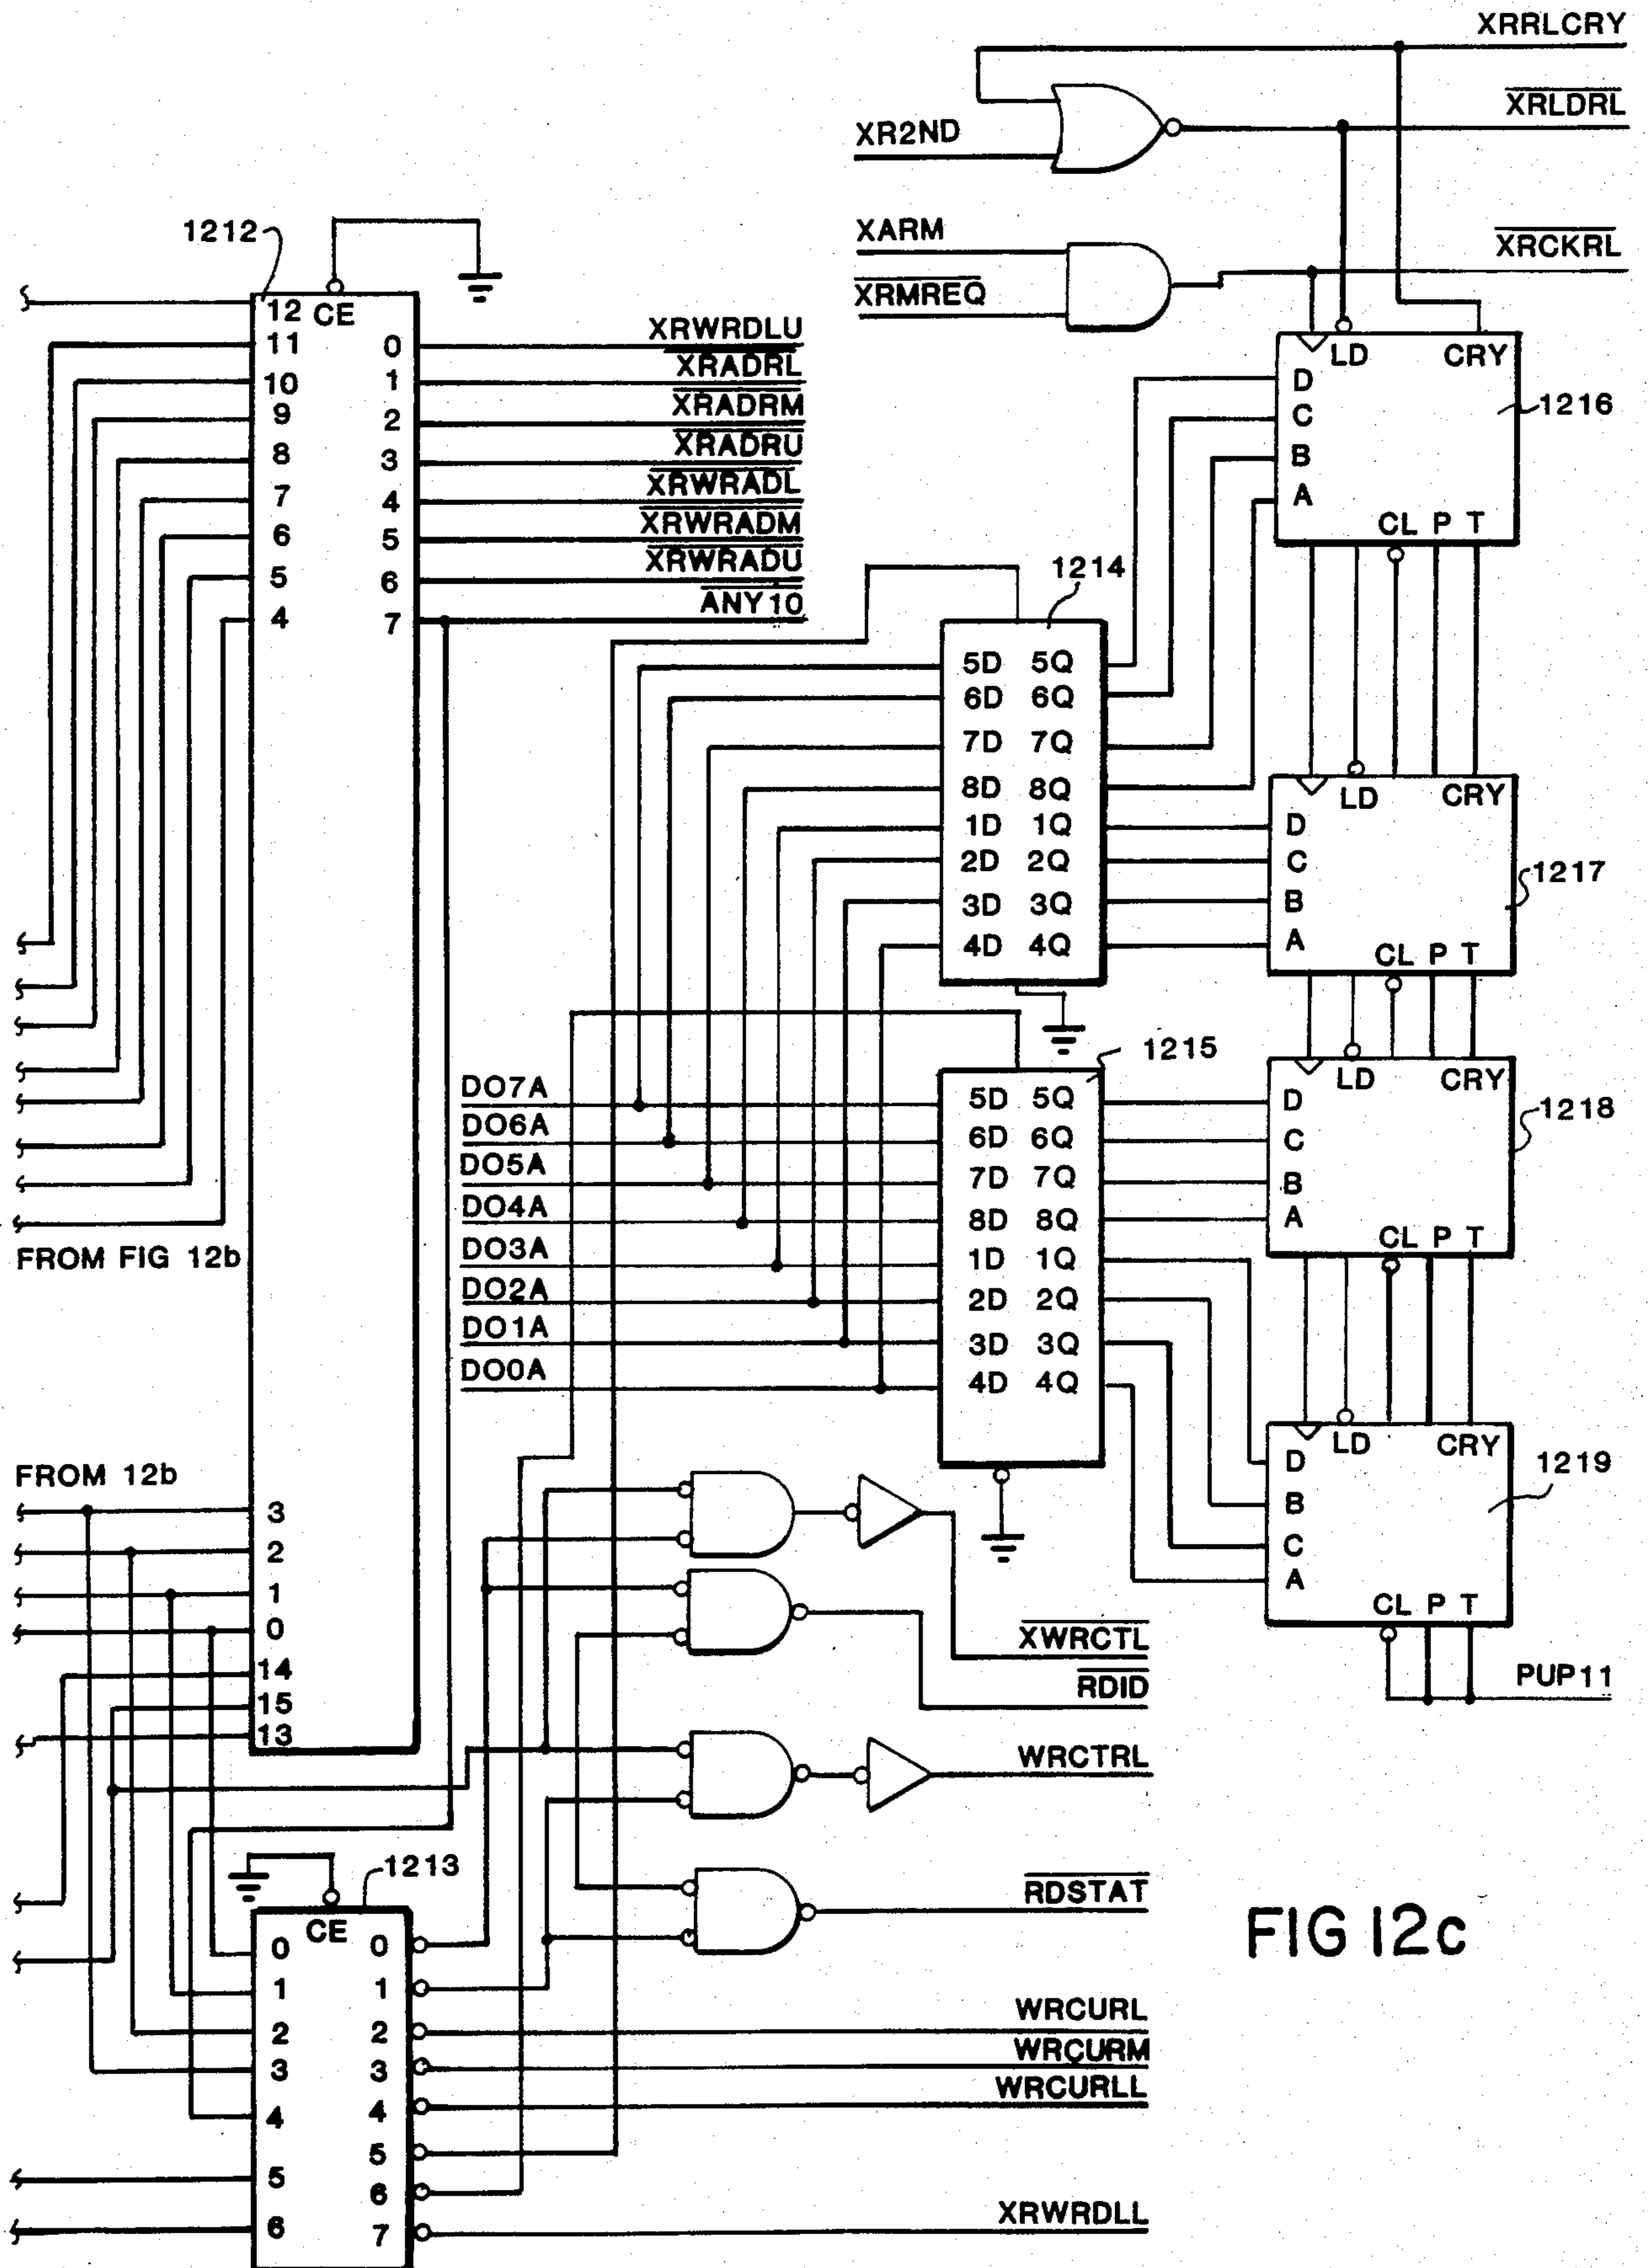 XRRLCRY
XRLDRL
XR2ND
XARM
XRCKRL
XRMREQ
1212
12 CE
11
10
9
8
7
6
5
4
0
1
2
3
4
5
6
7
XRWRDLU
XRADRL
XRADRM
XRADRU
XRWRADL
XRWRADM
XRWRADU
ANY10
LD CRY
D
C
B
A
CL P T
1216
1214
5D 5Q
6D 6Q
7D 7Q
8D 8Q
1D 1Q
2D 2Q
3D 3Q
4D 4Q
LD CRY
D
C
B
A
CL P T
1217
1215
DO7A
DO6A
DO5A
DO4A
DO3A
DO2A
DO1A
DO0A
5D 5Q
6D 6Q
7D 7Q
8D 8Q
1D 1Q
2D 2Q
3D 3Q
4D 4Q
LD CRY
D
C
B
A
CL P T
1218
FROM FIG 12b
LD CRY
D
B
C
A
CL P T
1219
PUP11
FROM 12b
3
2
1
0
14
15
13
XWRCTL
RDID
WRCTRL
RDSTAT
1213
CE
0 0
1 1
2 2
3 3
4 4
5 5
6 6
7
WRCURL
WRCURM
WRCURLL
XRWRDLL
FIG 12c